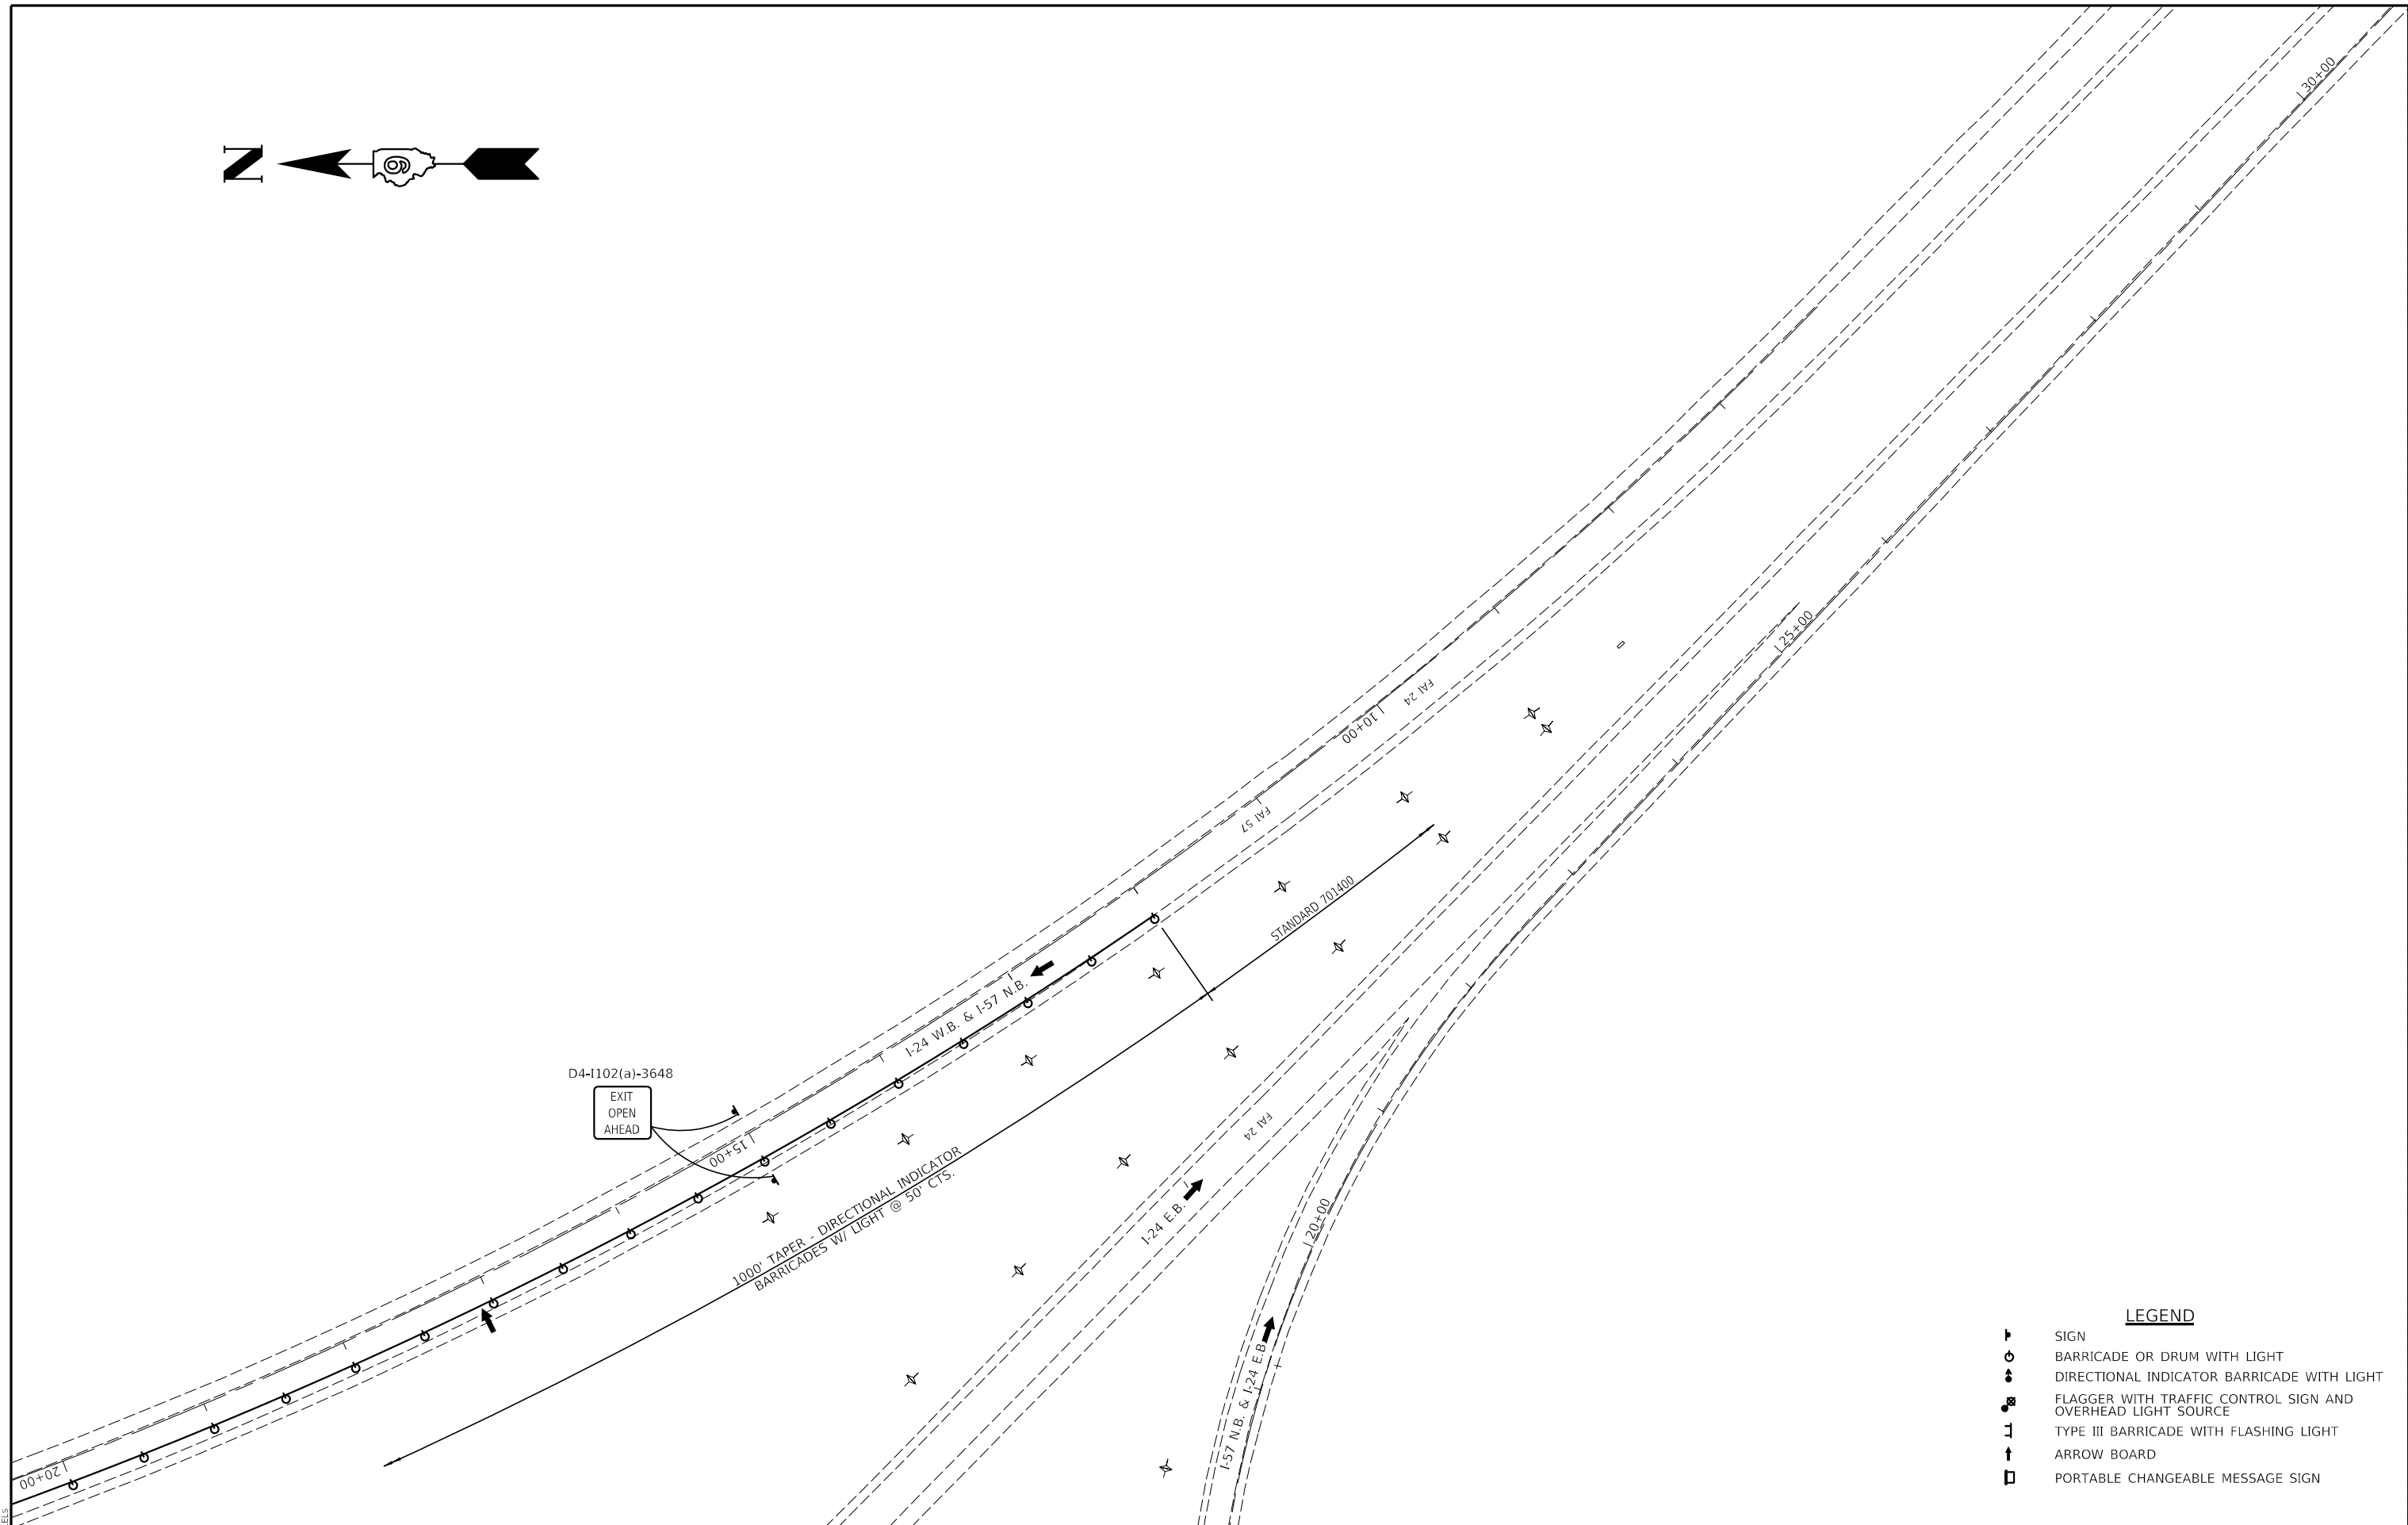 N
30+00
25+00
FAI 24
10+00
FAI 57
STANDARD 701400
I-24 W.B. & I-57 N.B.
D4-I102(a)-3648
EXIT
OPEN
AHEAD
15+00
1000' TAPER - DIRECTIONAL INDICATOR
BARRICADES W/ LIGHT @ 50' CTS.
FAI 24
I-24 E.B.
20+00
I-57 N.B. & I-24 E.B.
20+00
LEGEND
SIGN
BARRICADE OR DRUM WITH LIGHT
DIRECTIONAL INDICATOR BARRICADE WITH LIGHT
FLAGGER WITH TRAFFIC CONTROL SIGN AND
OVERHEAD LIGHT SOURCE
TYPE III BARRICADE WITH FLASHING LIGHT
ARROW BOARD
PORTABLE CHANGEABLE MESSAGE SIGN